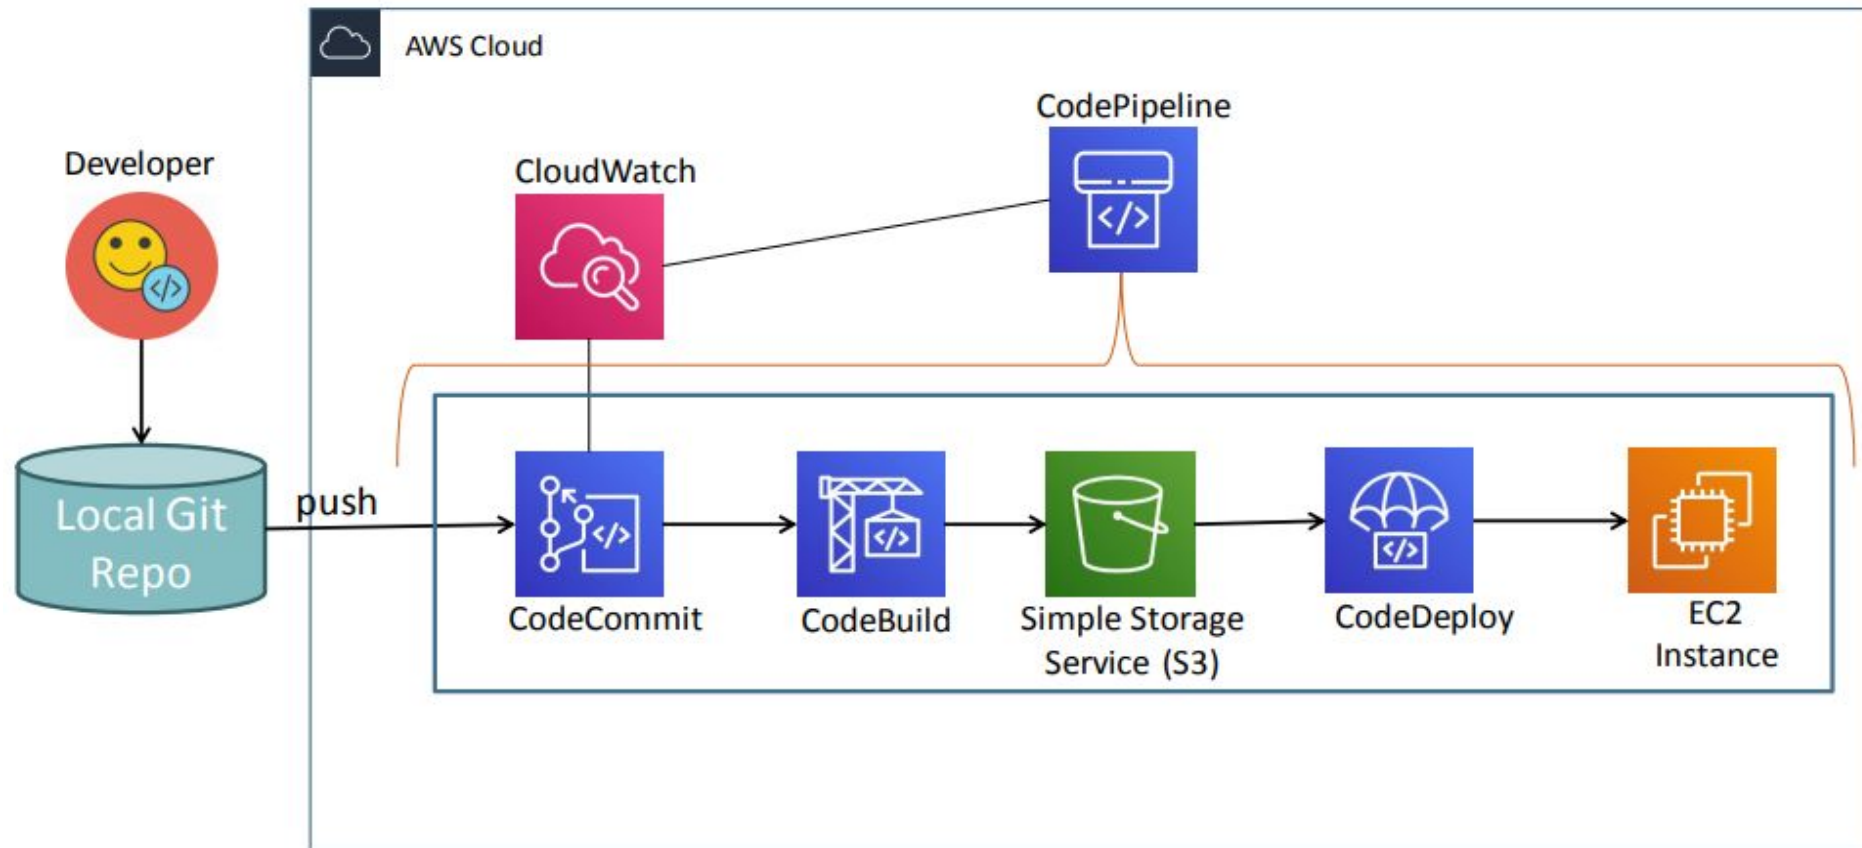 AWS Cloud
CodePipeline
Developer
CloudWatch
</>
</>
push
Local Git
Repo
</>
</>
</>
CodeCommit
CodeBuild
Simple Storage
Service (S3)
CodeDeploy
EC2
Instance